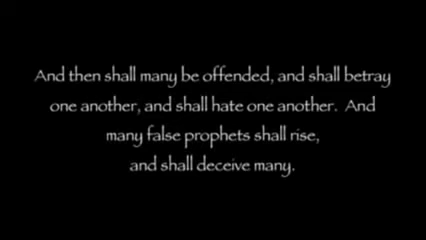 And then shall many be offended, and shall betray
one another, and shall hate one another.  And
many false prophets shall rise,
and shall deceive many.